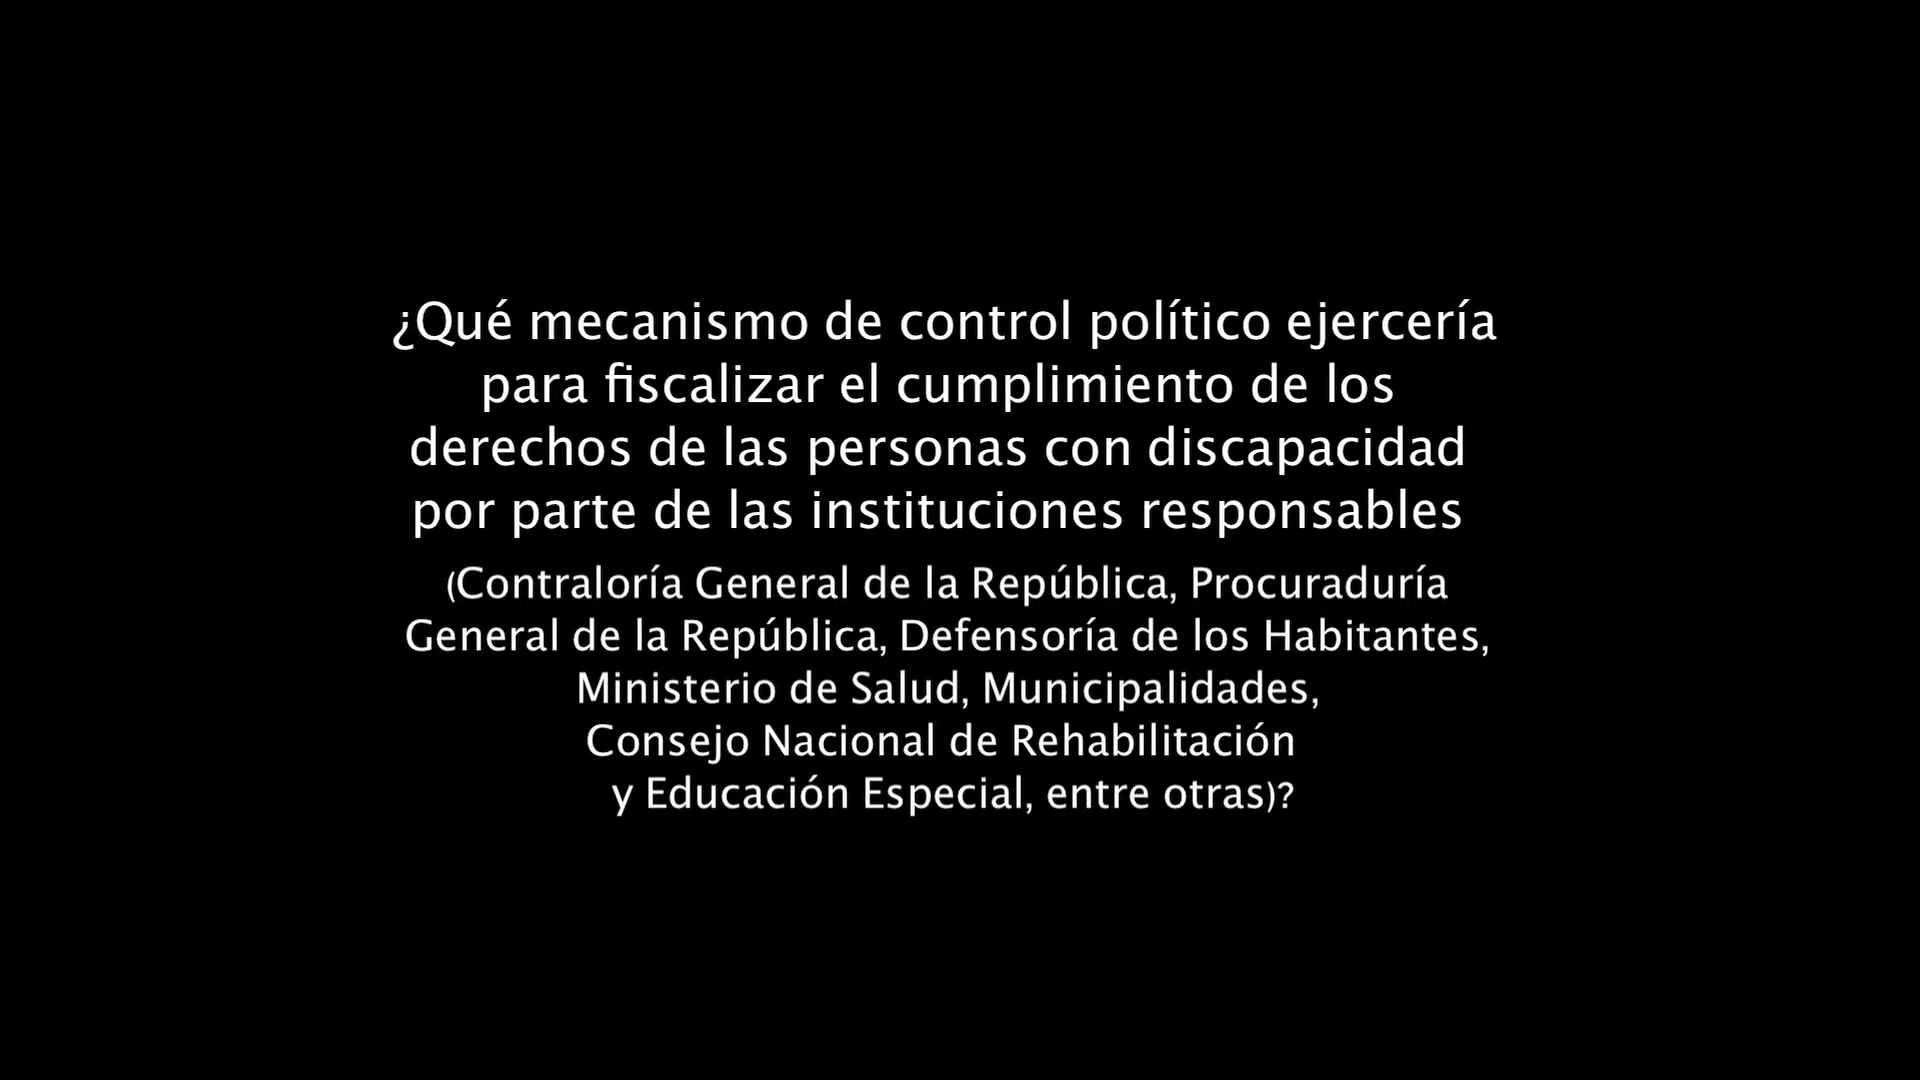 ¿Qué mecanismo de control político ejercería
para fiscalizar el cumplimiento de los
derechos de las personas con discapacidad
por parte de las instituciones responsables
(Contraloría General de la República, Procuraduría
General de la República, Defensoría de los Habitantes,
Ministerio de Salud, Municipalidades,
Consejo Nacional de Rehabilitación
y Educación Especial, entre otras)?